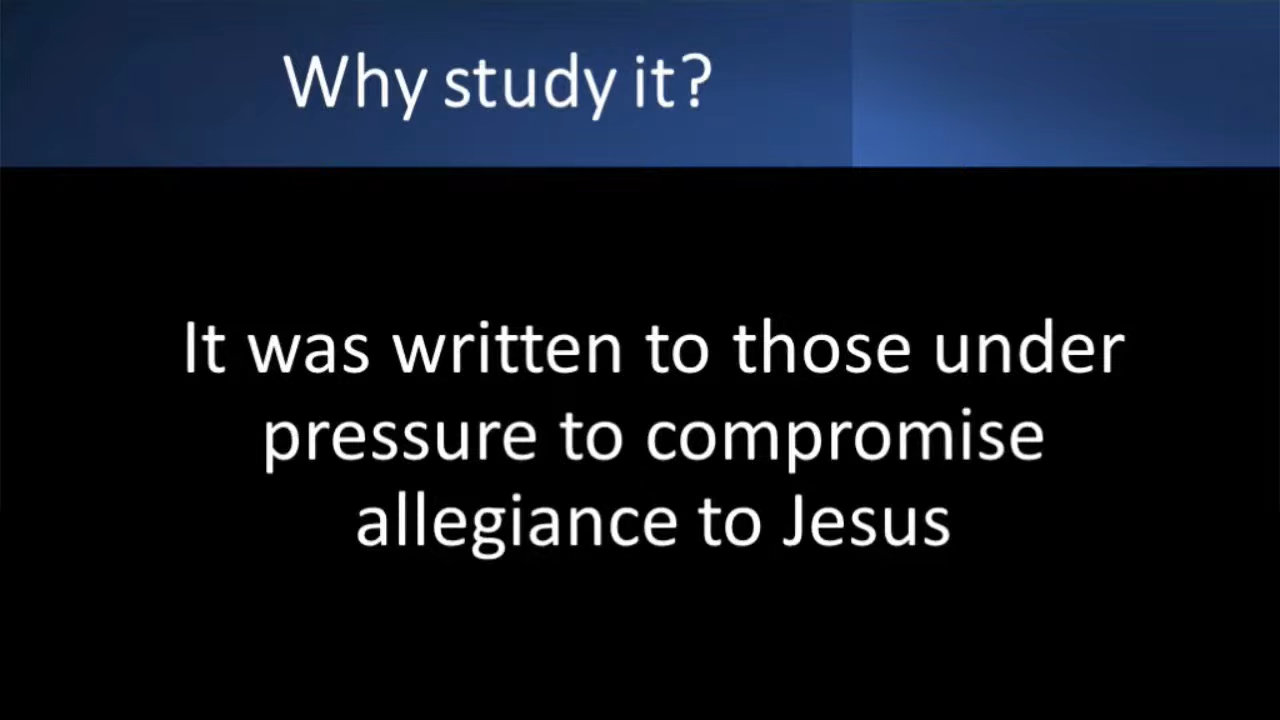 Why study it?
It was written to those under
pressure to compromise
allegiance to Jesus